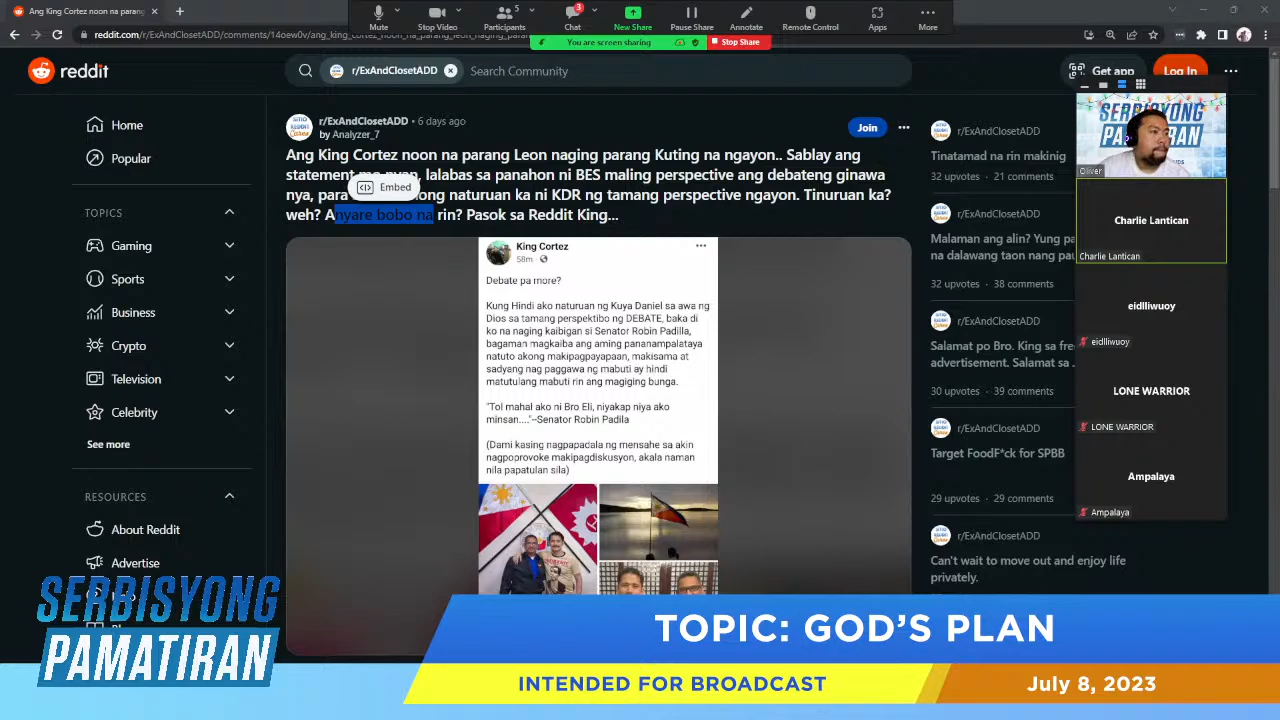 Ang King Cortez noon na parang
Mute
Stop Video
5
Participants
3
Chat
New Share
Pause Share
Annotate
Remote Control
Apps
More
You are screen sharing
Stop Share
reddit.com/r/ExAndClosetADD/comments/14oew0v/ang_king_cortez_noon_na_parang_leon_naging_para
reddit
r/ExAndClosetADD
Search Community
Get app
Log In
Home
Popular
TOPICS
Gaming
Sports
Business
Crypto
Television
Celebrity
See more
RESOURCES
About Reddit
Advertise
r/ExAndClosetADD • 6 days ago
by Analyzer_7
Join
Ang King Cortez noon na parang Leon naging parang Kuting na ngayon.. Sablay ang
statement mo lalabas sa panahon ni BES maling perspective ang debateng ginawa
nya, ni KDR ng tamang perspective ngayon. Tinuruan ka?
weh? Anyare bobo na rin? Pasok sa Reddit King...
Embed
King Cortez
58m
Debate pa more?
Kung Hindi ako naturuan ng Kuya Daniel sa awa ng
Dios sa tamang perspektibo ng DEBATE, baka di
ko na naging kaibigan si Senator Robin Padilla,
bagaman magkaiba ang aming pananampalataya
natuto akong makipagpayapaan, makisama at
sadyang nag paggawa ng mabuti ay hindi
matutulang mabuti rin ang magiging bunga.
"Tol mahal ako ni Bro Eli, niyakap niya ako
minsan...."--Senator Robin Padila
(Dami kasing nagpapadala ng mensahe sa akin
nagpoprovoke makipagdiskusyon, akala naman
nila papatulan sila)
r/ExAndClosetADD
Tinatamad na rin makinig
32 upvotes · 21 comments
r/ExAndClosetADD
Malaman ang alin? Yung pa
na dalawang taon nang pau
32 upvotes · 38 comments
r/ExAndClosetADD
Salamat po Bro. King sa fre
advertisement. Salamat sa .
30 upvotes · 39 comments
r/ExAndClosetADD
Target FoodF*ck for SPBB
29 upvotes · 29 comments
r/ExAndClosetADD
Can't wait to move out and enjoy life
privately.
SERBISYONG
PAMATIRAN
Oliver
Charlie Lantican
Charlie Lantican
eidlliwuoy
eidlliwuoy
LONE WARRIOR
LONE WARRIOR
Ampalaya
Ampalaya
SERBISYONG
PAMATIRAN
TOPIC: GOD'S PLAN
INTENDED FOR BROADCAST
July 8, 2023